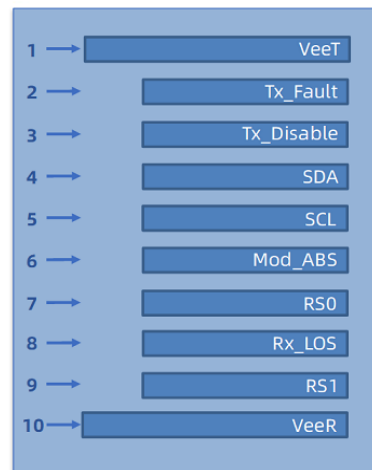 1 VeeT
2 Tx_Fault
3 Tx_Disable
4 SDA
5 SCL
6 Mod_ABS
7 RS0
8 Rx_LOS
9 RS1
10 VeeR